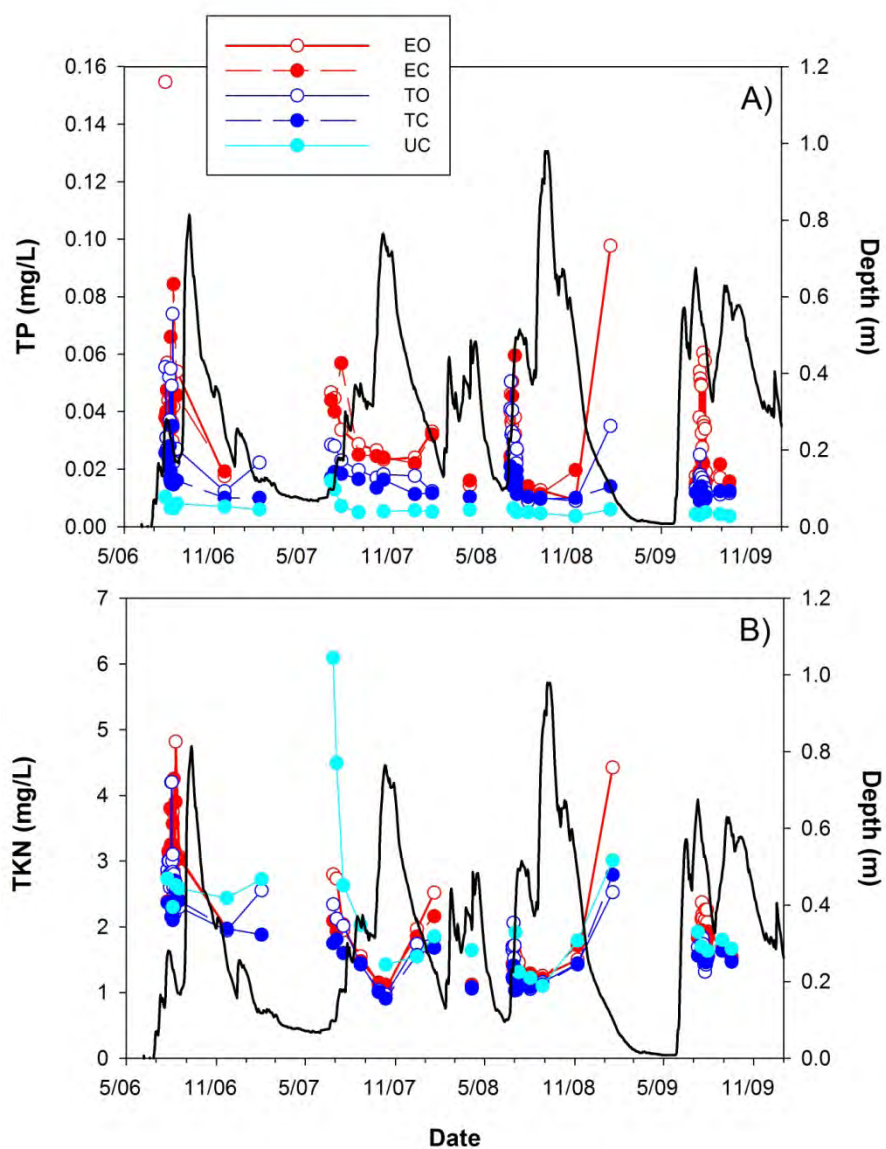 EO
EC
TO
TC
UC
A)
0.16
0.14
0.12
0.10
0.08
0.06
0.04
0.02
0.00
TP (mg/L)
1.2
1.0
0.8
0.6
0.4
0.2
0.0
Depth (m)
5/06 11/06 5/07 11/07 5/08 11/08 5/09 11/09
B)
7
6
5
4
3
2
1
0
TKN (mg/L)
1.2
1.0
0.8
0.6
0.4
0.2
0.0
Depth (m)
5/06 11/06 5/07 11/07 5/08 11/08 5/09 11/09
Date